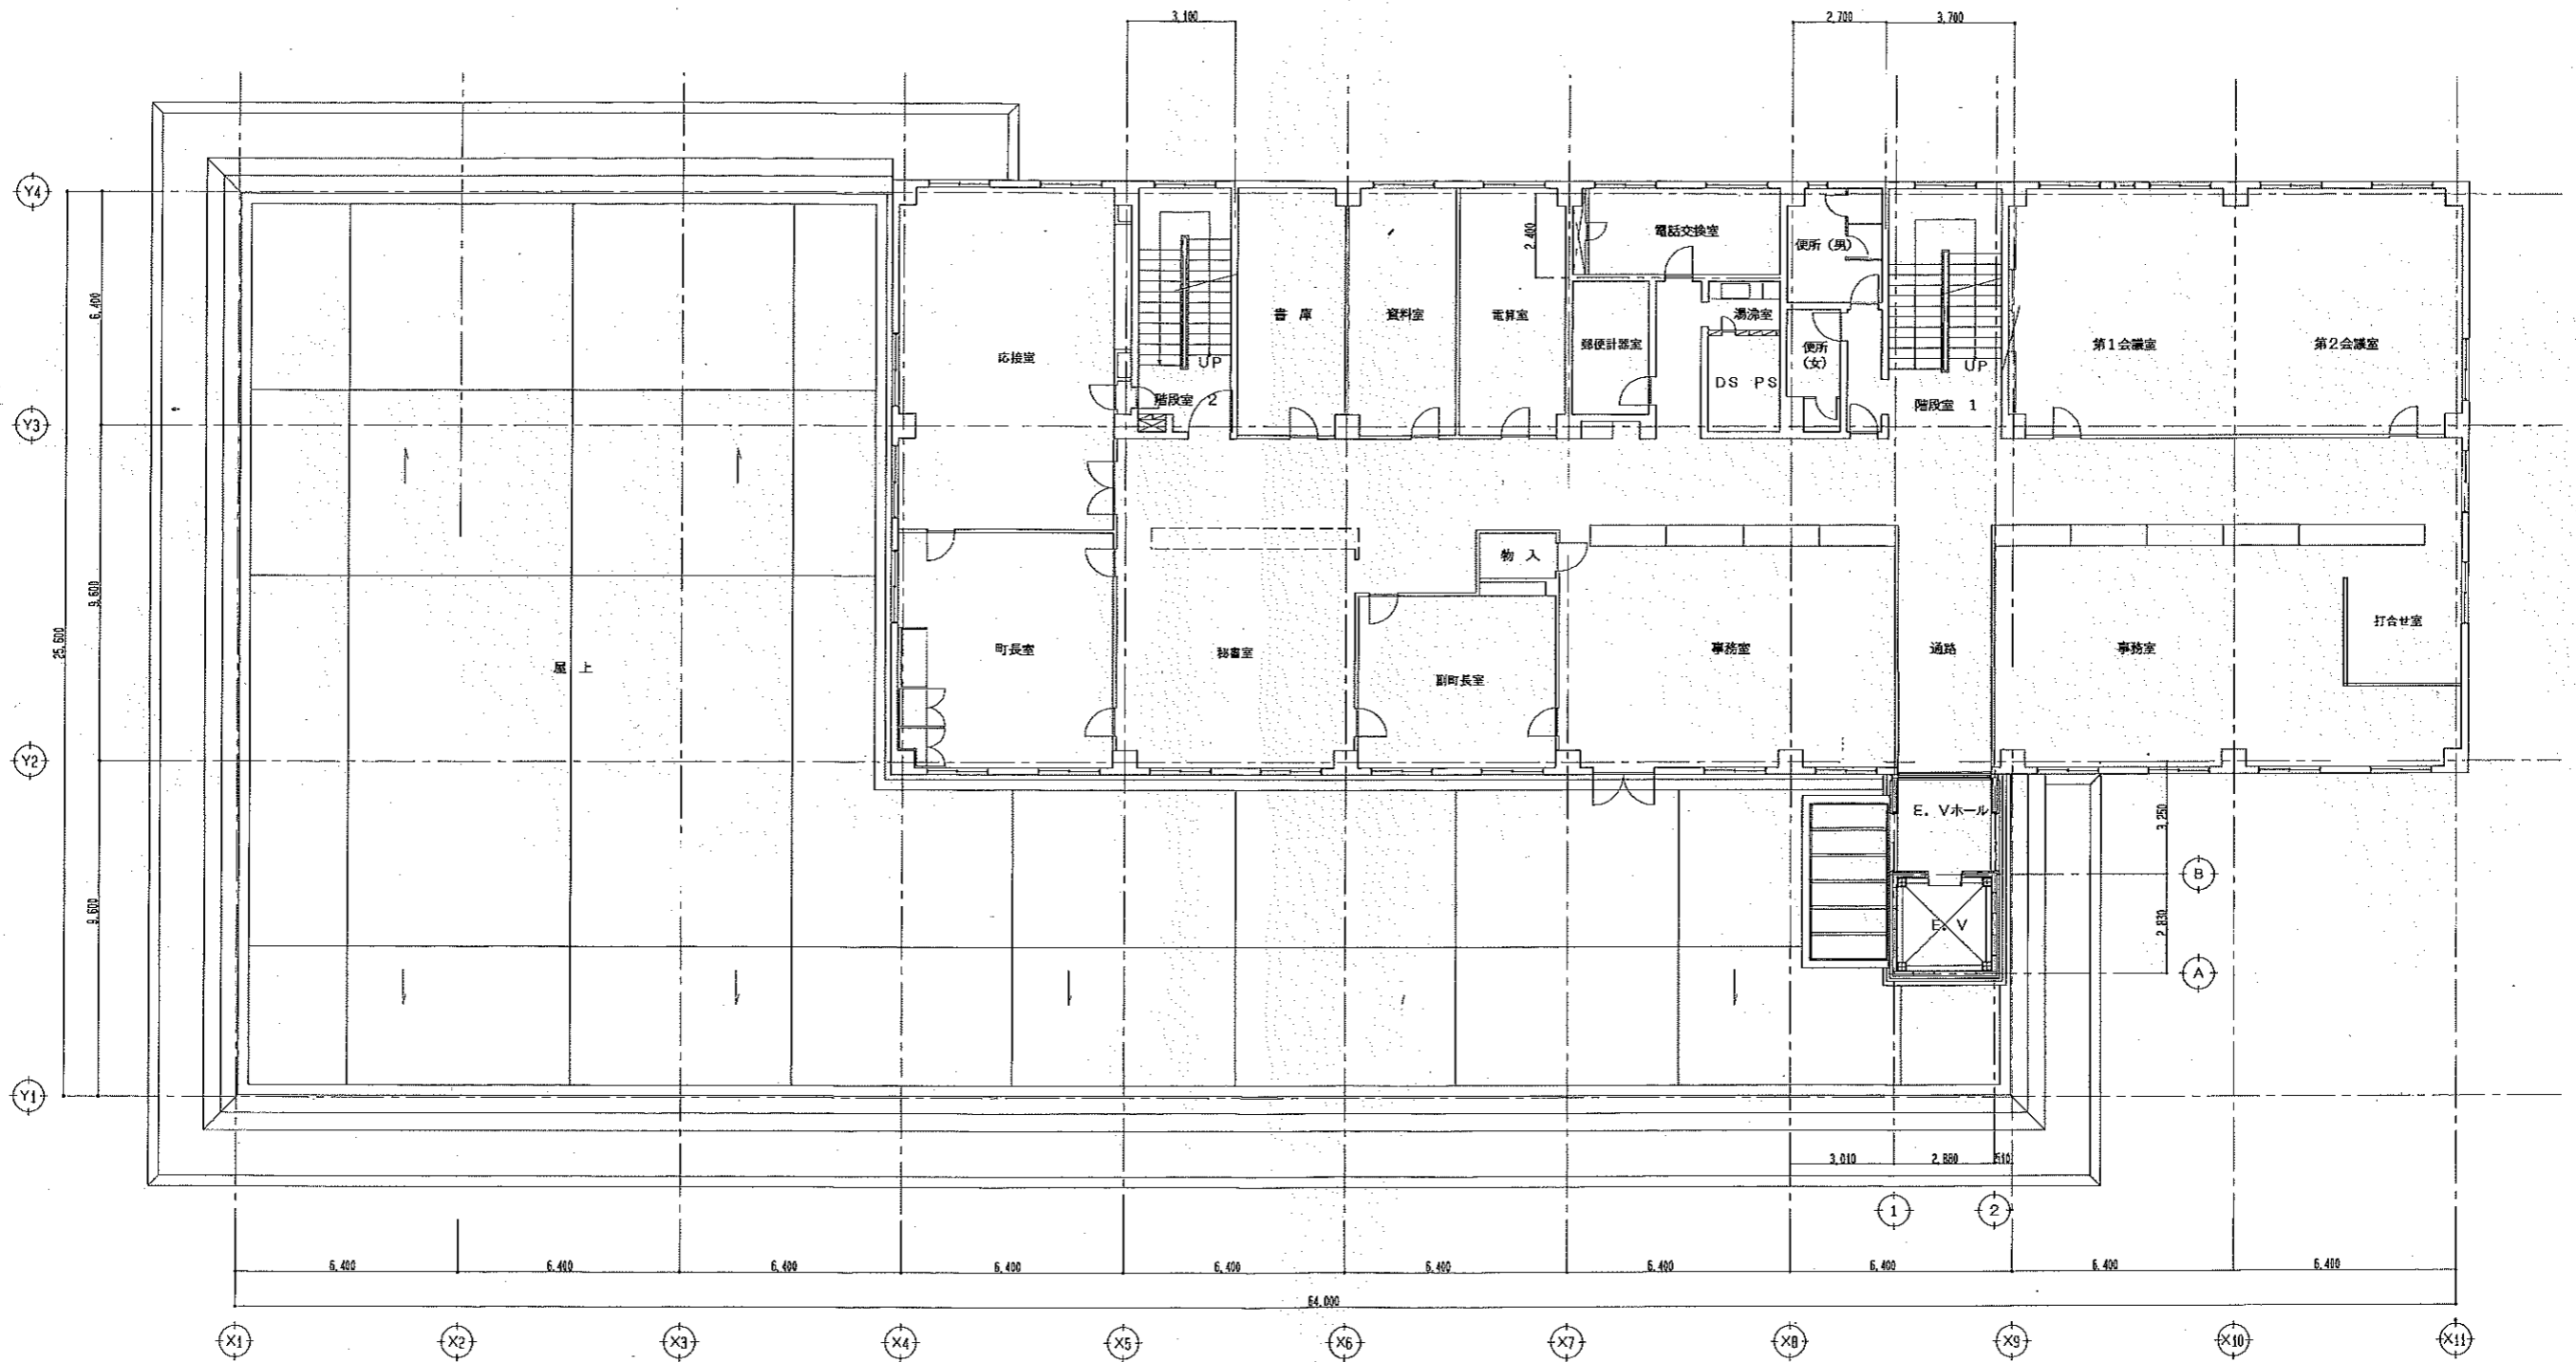 3,100
2,700
3,700
Y4
6,400
2,400
電話交換室
便所（男）
書 庫
資料室
電算室
郵便計器室
湯沸室
便所
（女）
応接室
UP
DS PS
UP
第1会議室
第2会議室
階段室 2
階段室 1
Y3
9,600
25,600
物 入
屋 上
町長室
秘書室
副町長室
事務室
通路
事務室
打合せ室
Y2
E．Vホール
3,250
B
9,600
E．V
2,830
A
Y1
3,010
2,880
510
1
2
6,400
6,400
6,400
6,400
6,400
6,400
6,400
6,400
6,400
6,400
64,000
X1
X2
X3
X4
X5
X6
X7
X8
X9
X10
X11